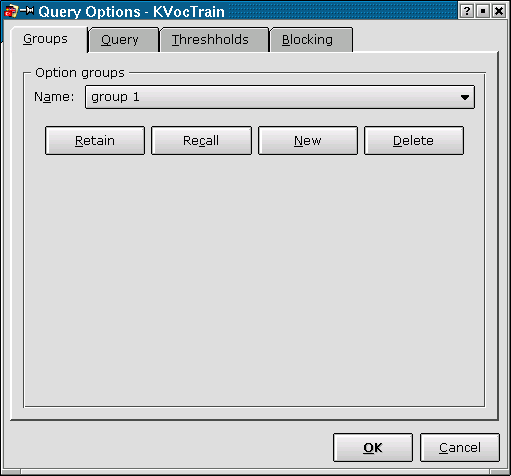 Query Options - KVocTrain
Groups Query Threshholds Blocking
Option groups
Name: group 1
Retain Recall New Delete
OK Cancel